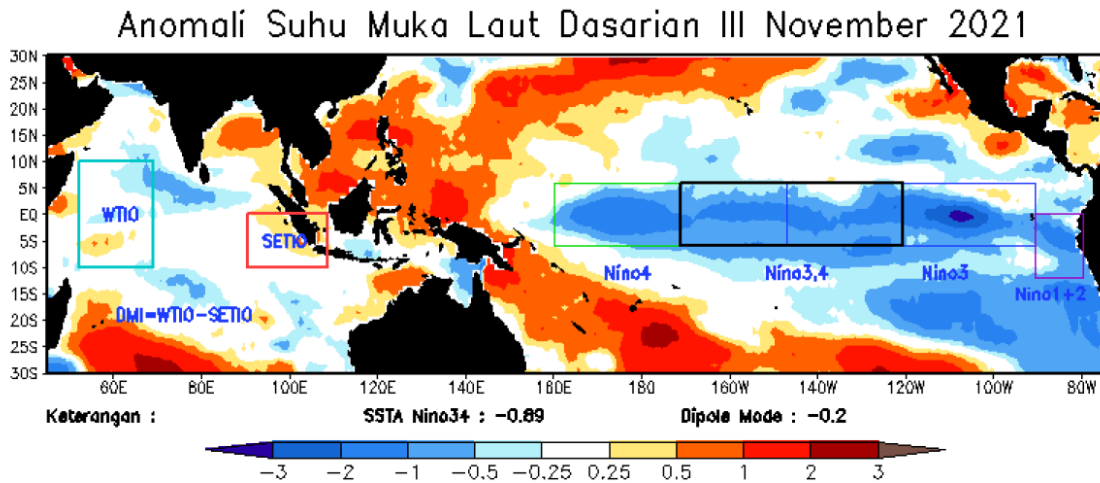 Anomali Suhu Muka Laut Dasarian III November 2021
30N
25N
20N
15N
10N
5N
EQ
5S
10S
15S
20S
25S
30S
WTIO
SETIO
Nino4
Nino3,4
Nino3
Nino1+2
DMI=WTIO-SETIO
60E 80E 100E 120E 140E 160E 180 160W 140W 120W 100W 80W
Keterangan : SSTA Nino34 : -0.89 Dipole Mode : -0.2
-3 -2 -1 -0.5 -0.25 0.25 0.5 1 2 3